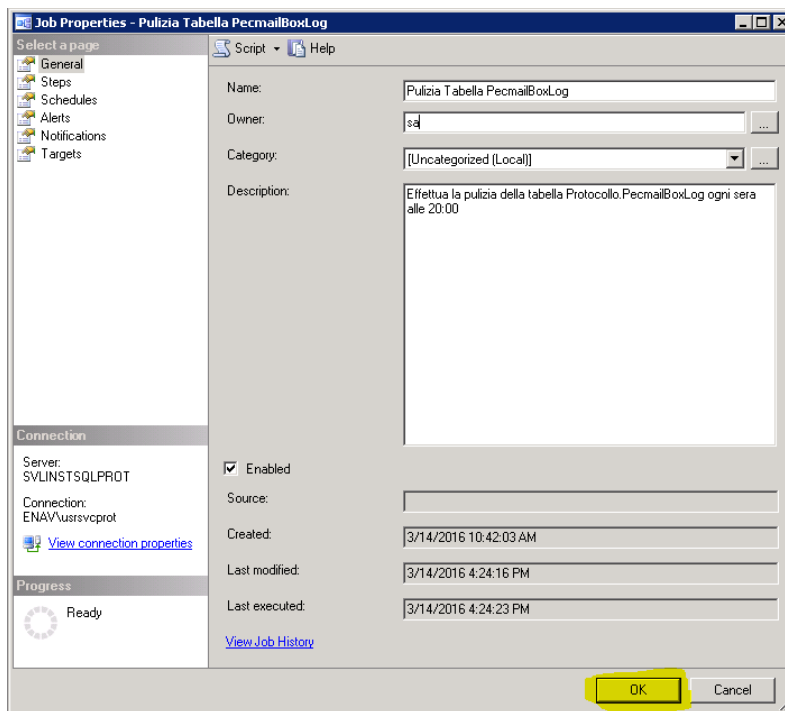 Job Properties - Pulizia Tabella PecmailBoxLog
Select a page
General
Steps
Schedules
Alerts
Notifications
Targets
Script
Help
Name:
Pulizia Tabella PecmailBoxLog
Owner:
sa
...
Category:
[Uncategorized (Local)]
...
Description:
Effettua la pulizia della tabella Protocollo.PecmailBoxLog ogni sera
alle 20:00
Connection
Server:
SVLINSTSQLPROT
Connection:
ENAV\usrsvcprot
View connection properties
Progress
Ready
Enabled
Source:
Created:
3/14/2016 10:42:03 AM
Last modified:
3/14/2016 4:24:16 PM
Last executed:
3/14/2016 4:24:23 PM
View Job History
OK
Cancel